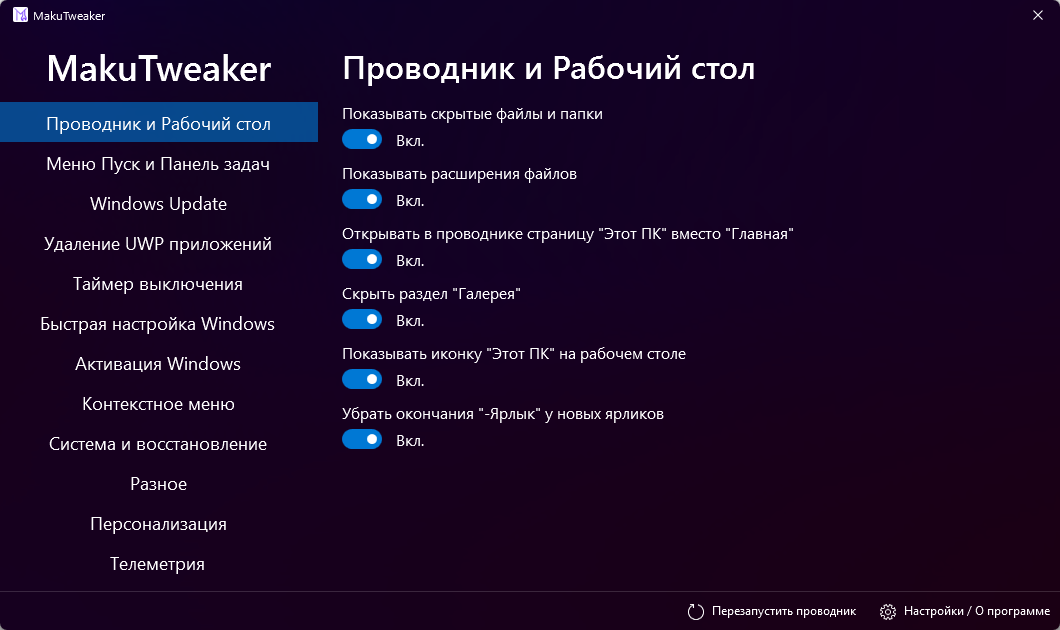 MakuTweaker
MakuTweaker
Проводник и Рабочий стол
Меню Пуск и Панель задач
Windows Update
Удаление UWP приложений
Таймер выключения
Быстрая настройка Windows
Активация Windows
Контекстное меню
Система и восстановление
Разное
Персонализация
Телеметрия
Проводник и Рабочий стол
Показывать скрытые файлы и папки
Вкл.
Показывать расширения файлов
Вкл.
Открывать в проводнике страницу "Этот ПК" вместо "Главная"
Вкл.
Скрыть раздел "Галерея"
Вкл.
Показывать иконку "Этот ПК" на рабочем столе
Вкл.
Убрать окончания "-Ярлык" у новых ярликов
Вкл.
Перезапустить проводник
Настройки / О программе